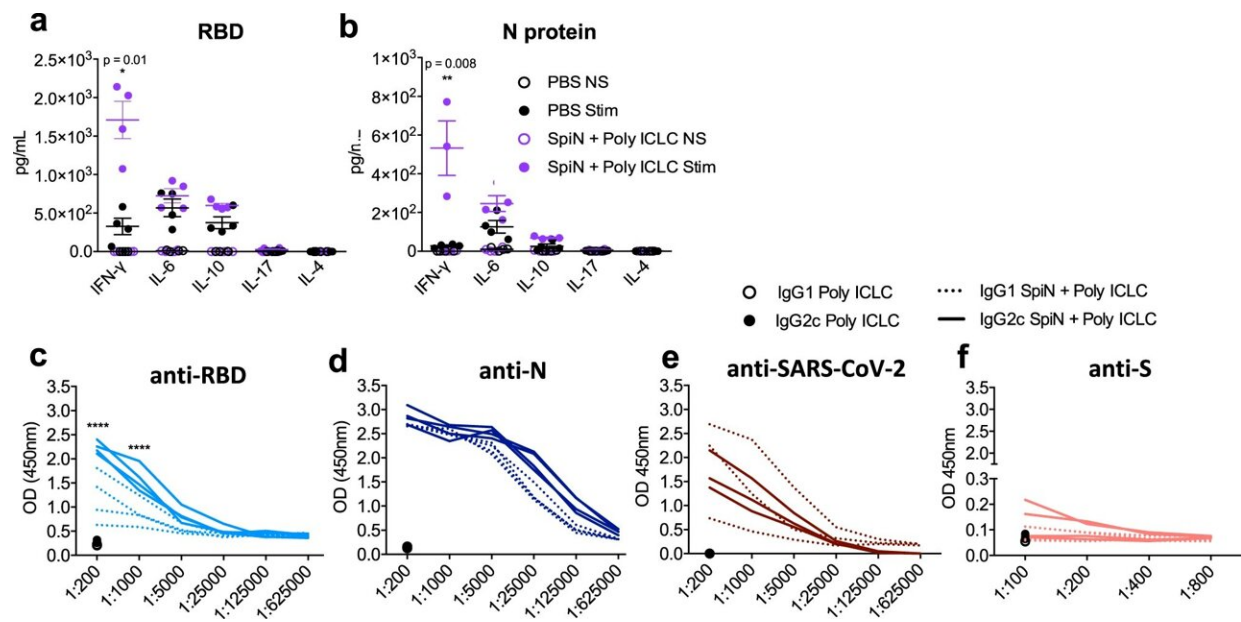 a
RBD
2.5×10³
p = 0.01
*
2.0×10³
1.5×10³
1.0×10³
5.0×10²
0.0
pg/mL
IFN-γ
IL-6
IL-10
IL-17
IL-4
b
N protein
1×10³
p = 0.008
**
8×10²
6×10²
4×10²
2×10²
0
IFN-γ
IL-6
IL-10
IL-17
IL-4
PBS NS
PBS Stim
SpiN + Poly ICLC NS
SpiN + Poly ICLC Stim
IgG1 Poly ICLC
IgG1 SpiN + Poly ICLC
IgG2c Poly ICLC
IgG2c SpiN + Poly ICLC
c
anti-RBD
3.5
3.0
2.5
2.0
1.5
1.0
0.5
0.0
OD (450nm)
****
****
1:200
1:1000
1:5000
1:25000
1:125000
1:625000
d
anti-N
3.5
3.0
2.5
2.0
1.5
1.0
0.5
0.0
OD (450nm)
1:200
1:1000
1:5000
1:25000
1:125000
1:625000
e
anti-SARS-CoV-2
3.5
3.0
2.5
2.0
1.5
1.0
0.5
0.0
OD 450nm
1:200
1:1000
1:5000
1:25000
1:125000
1:625000
f
anti-S
3.5
3.0
2.5
2.0
0.3
0.2
0.1
0.0
OD 450nm
1:100
1:200
1:400
1:800